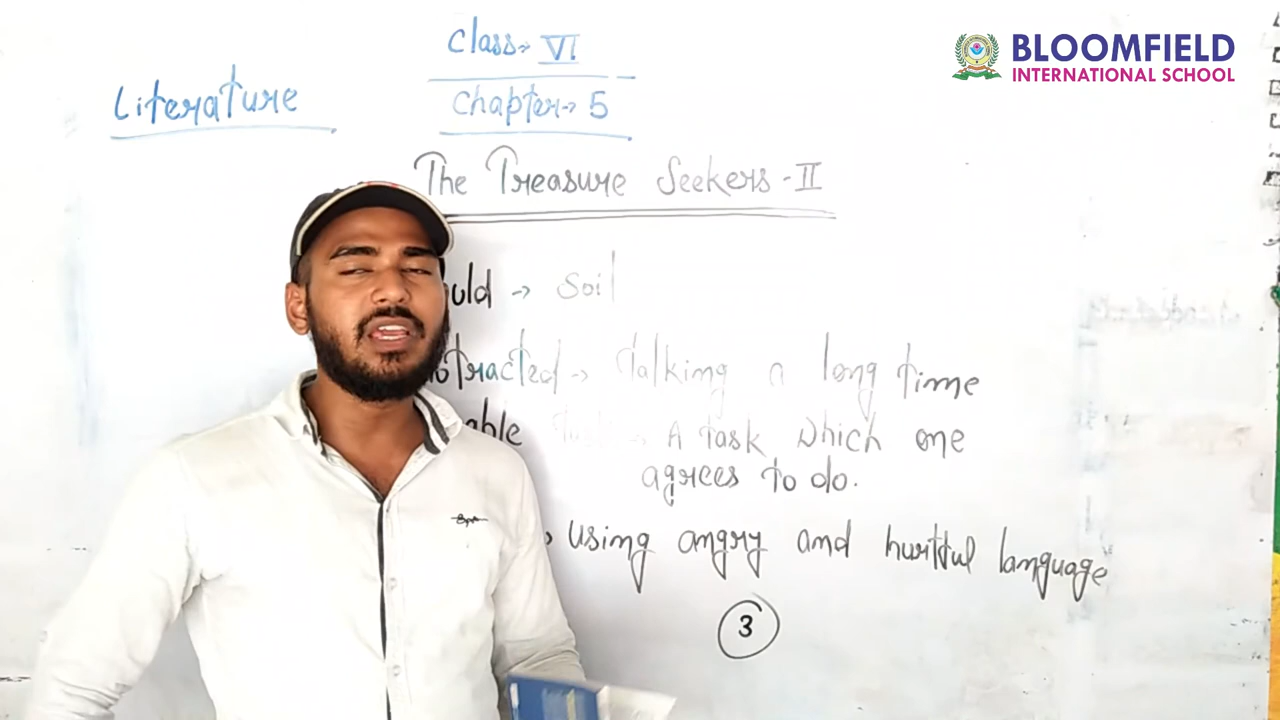 Class → VI
BLOOMFIELD
INTERNATIONAL SCHOOL
Literature
Chapter → 5
The Treasure Seekers - II
uld → Soil
tracted → Talking a long time
able → A task which one
agrees to do.
using angry and hurtful language
3